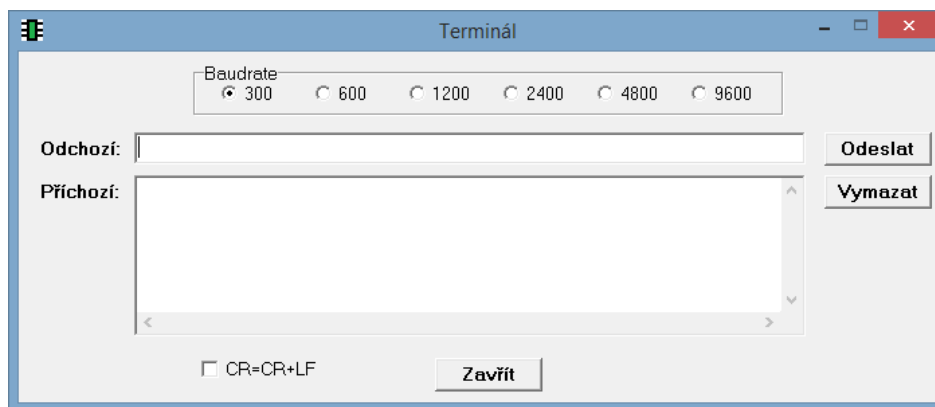 Terminál
Baudrate
300 600 1200 2400 4800 9600
Odchozí: Odeslat
Příchozí: Vymazat
CR=CR+LF Zavřít